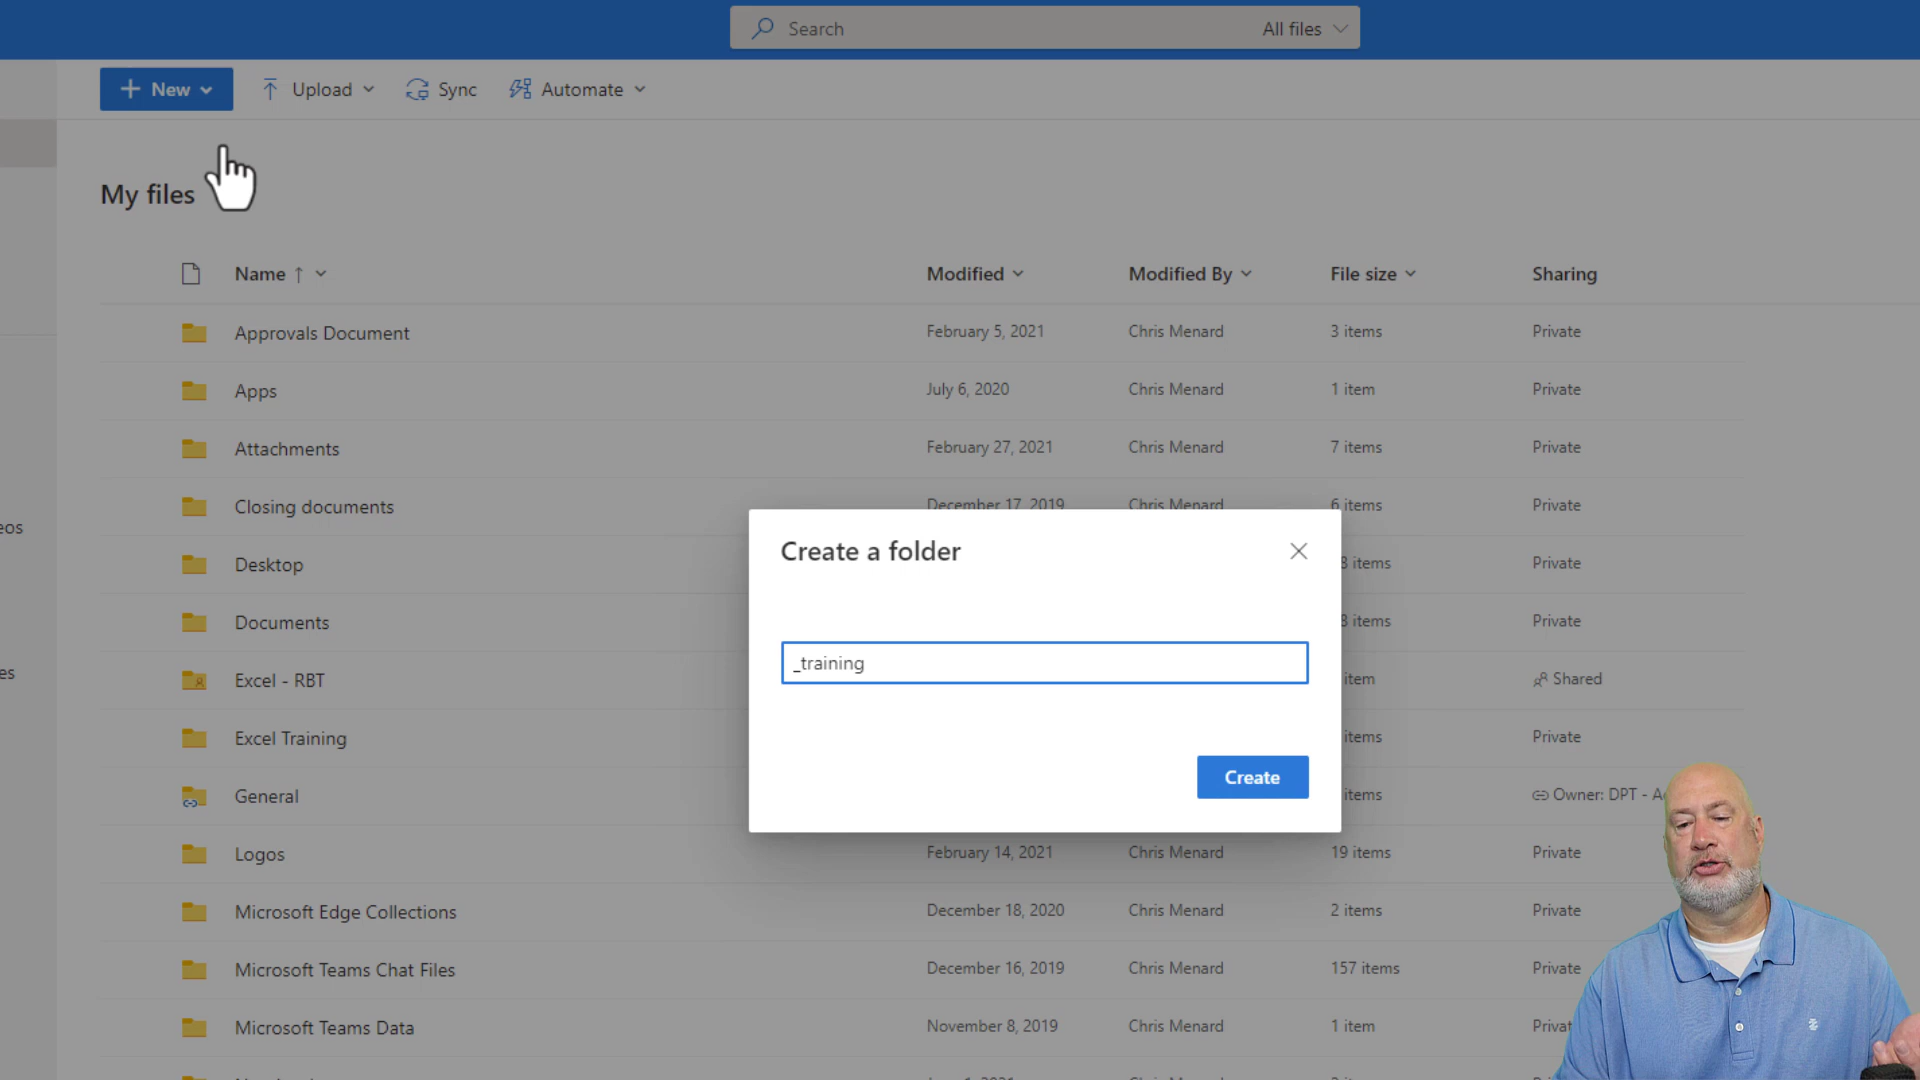 Search All files
New Upload Sync Automate
My files
Name Modified Modified By File size Sharing
Approvals Document February 5, 2021 Chris Menard 3 items Private
Apps July 6, 2020 Chris Menard 1 item Private
Attachments February 27, 2021 Chris Menard 7 items Private
Closing documents December 17, 2019 Chris Menard 6 items Private
eos
Create a folder
Desktop 8 items Private
Documents 8 items Private
_training
es
Excel - RBT item Shared
Excel Training items Private
Create
General items Owner: DPT - A
Logos February 14, 2021 Chris Menard 19 items Private
Microsoft Edge Collections December 18, 2020 Chris Menard 2 items Private
Microsoft Teams Chat Files December 16, 2019 Chris Menard 157 items Private
Microsoft Teams Data November 8, 2019 Chris Menard 1 item Privat